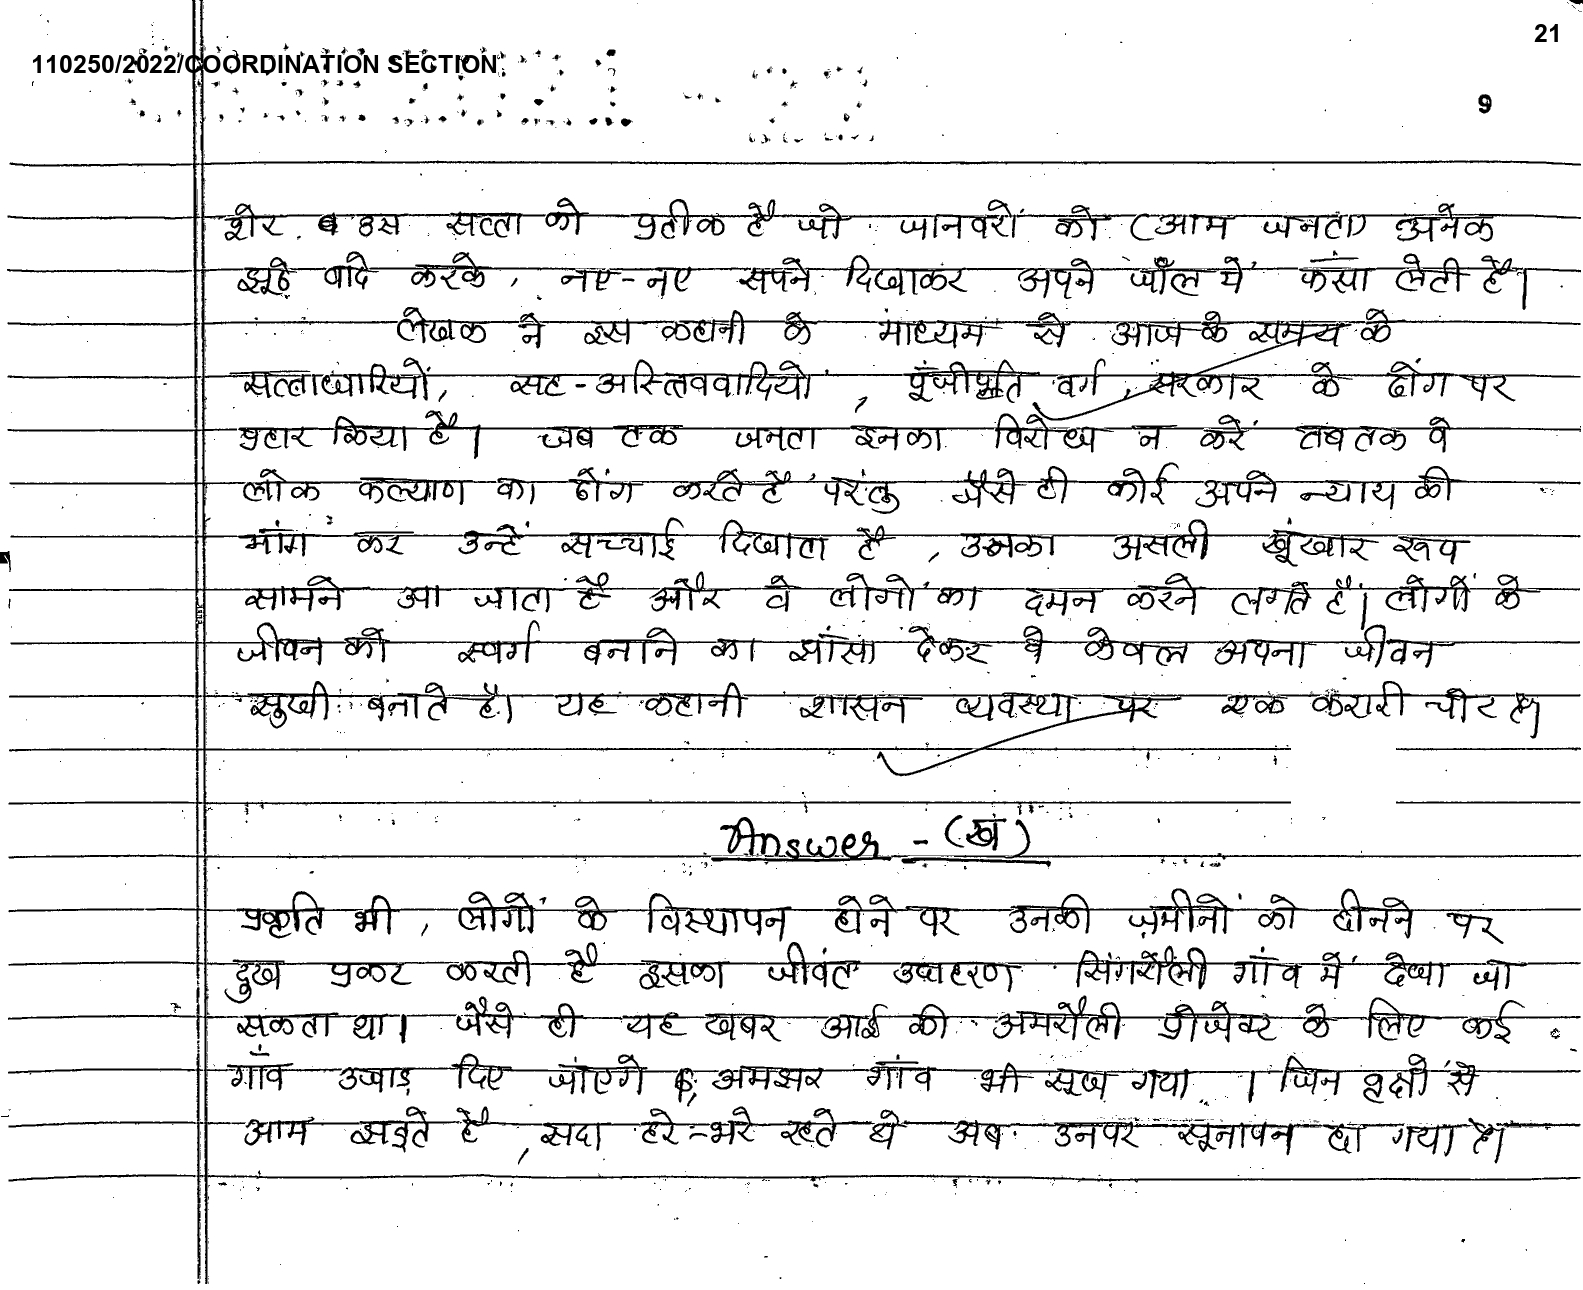 21
110250/2022/COORDINATION SECTION
9
शेर उस सत्ता को प्रतीक है जो जानवरों को (आम जनता) अनेक
झूठे वादे करके, नए-नए सपने दिखाकर अपने जाँल में फंसा लेती है।
लेखक ने इस कहानी के माध्यम से आज के समय के
सत्ताधारियों, सह-अस्तित्ववादियों, पूंजीपति वर्ग, सरकार के ढोंग पर
प्रहार किया है। जब तक जनता इनका विरोध न करें तब तक वे
लोक कल्याण का ढोंग करते हैं परंतु जैसे ही कोई अपने न्याय की
मांग कर उन्हें सच्चाई दिखाता है, उनका असली खूंखार रूप
सामने आ जाता है और वे लोगों का दमन करने लगते हैं। लोगों के
जीवन को स्वर्ग बनाने का झांसा देकर वे केवल अपना जीवन
सुखी बनाते है। यह कहानी शासन व्यवस्था पर एक करारी चोट है।
Answer - (ख)
प्रकृति भी, लोगों के विस्थापन होने पर उनकी ज़मीनों को छीनने पर
दुख प्रकट करती है इसका जीवंत उदाहरण सिंगरौली गांव में देखा जा
सकता था। जैसे ही यह खबर आई की अमरौली प्रोजेक्ट के लिए कई
गाँव उजाड़ दिए जांएगे, अमझर गांव भी सूख गया। जिन वृक्षों से
आम झड़ते है, सदा हरे-भरे रहते थे अब उनपर सूनापन छा गया है।